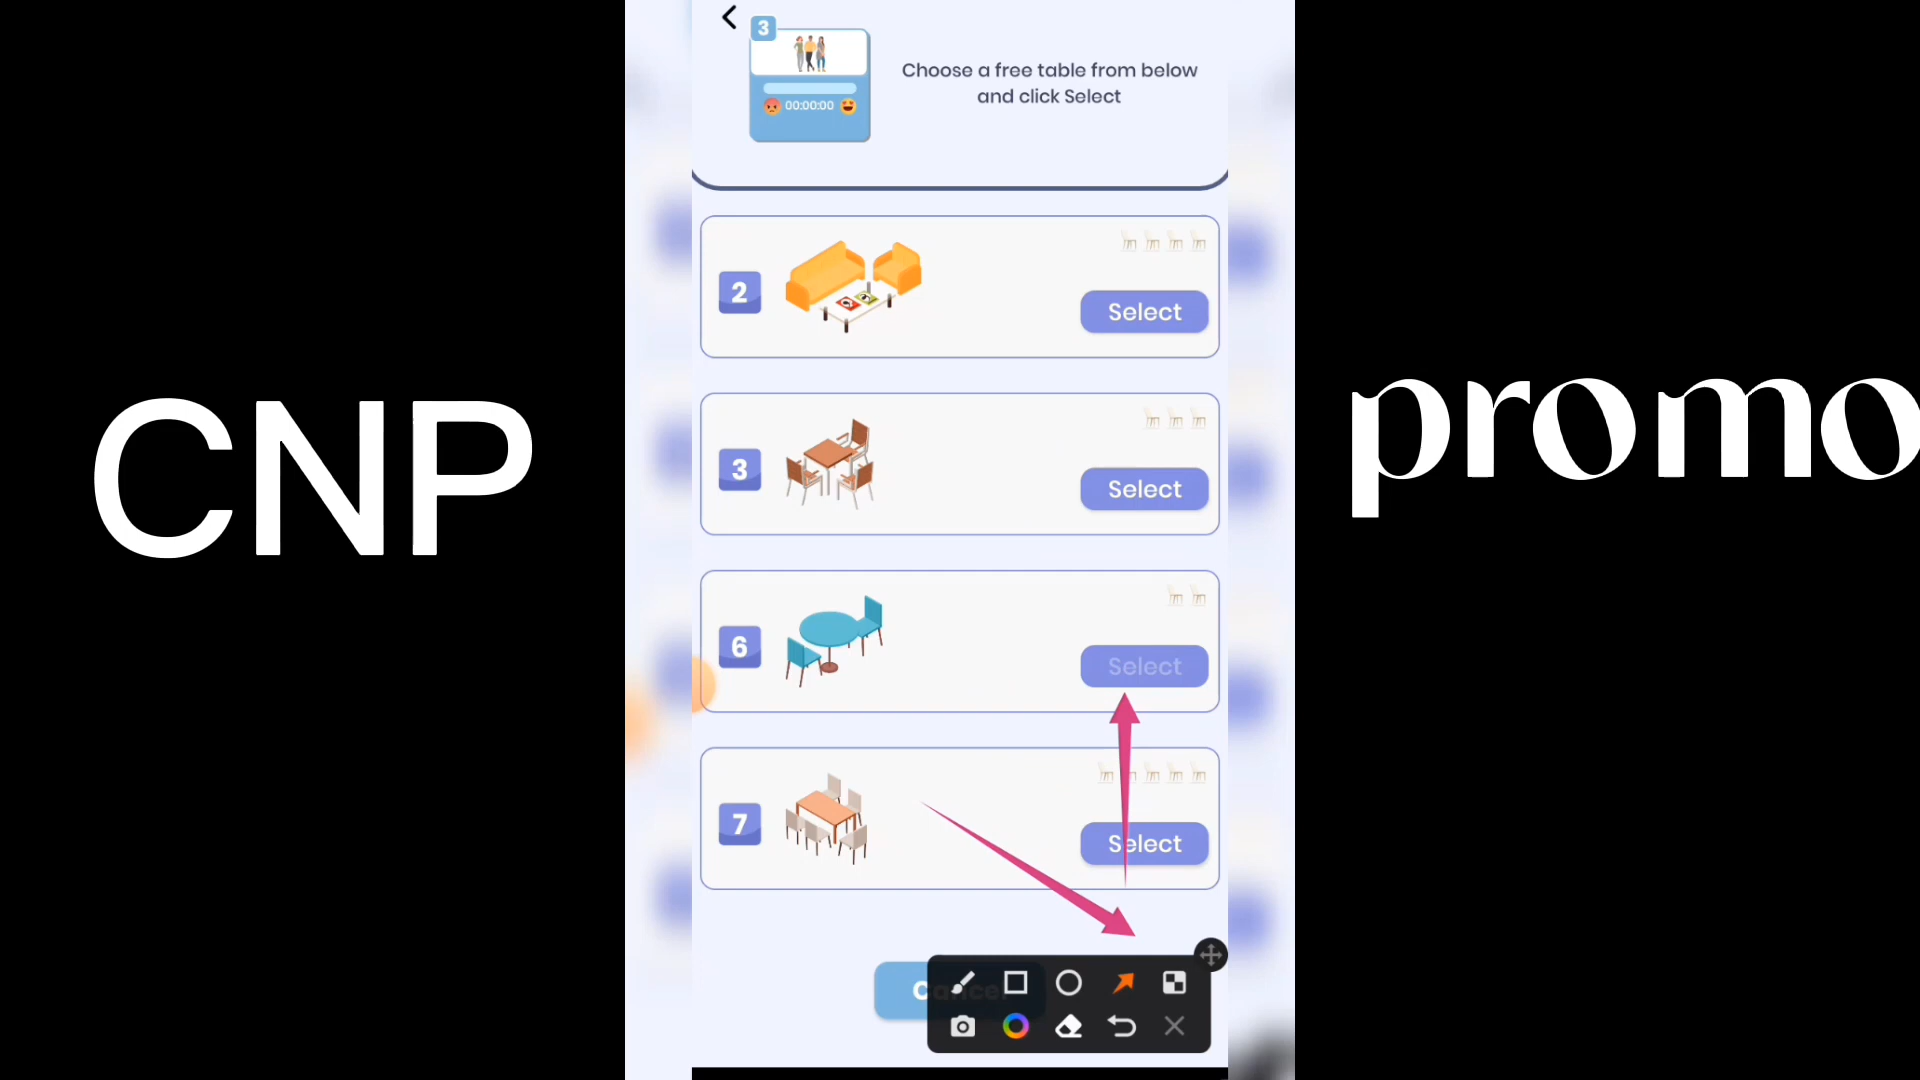 3
00:00:00
Choose a free table from below
and click Select
2
Select
3
Select
CNP
promo
6
Select
7
Select
Cancel